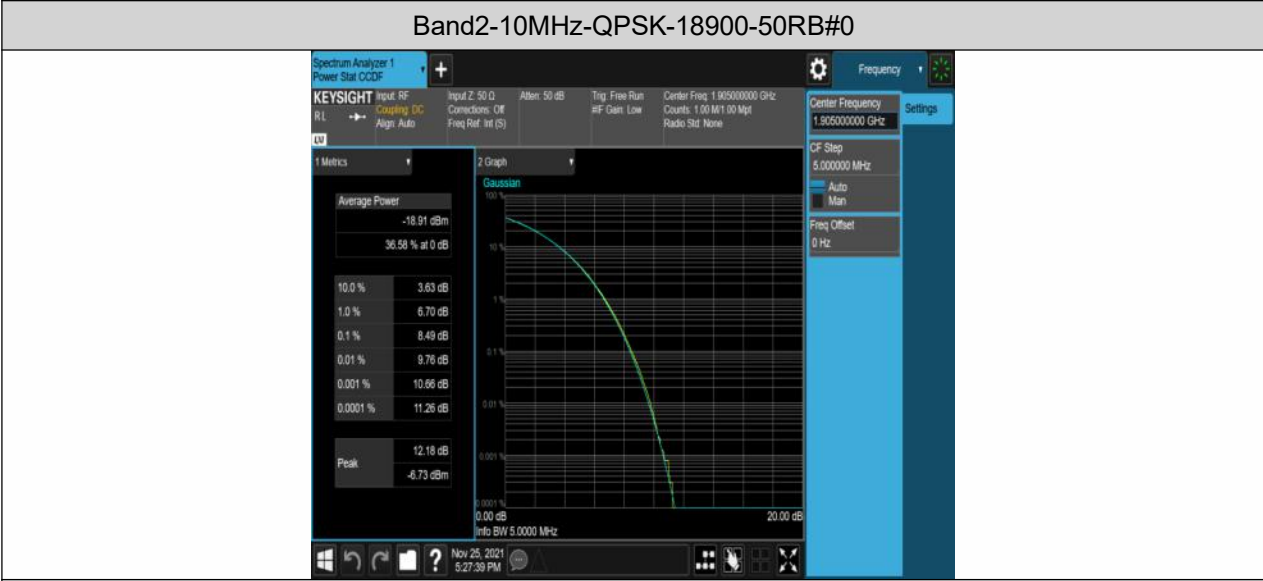 Band2-10MHz-QPSK-18900-50RB#0
Spectrum Analyzer 1
Power Stat CCDF
+
Frequency
KEYSIGHT
RL
LW
Input: RF
Coupling: DC
Align: Auto
Input Z: 50 Ω
Corrections: Off
Freq Ref: Int (S)
Atten: 50 dB
Trig: Free Run
#IF Gain: Low
Center Freq: 1.905000000 GHz
Counts: 1.00 M/1.00 Mpt
Radio Std: None
Center Frequency
1.905000000 GHz
Settings
CF Step
5.000000 MHz
Auto
Man
Freq Offset
0 Hz
1 Metrics
Average Power
-18.91 dBm
36.58 % at 0 dB
10.0 % 3.63 dB
1.0 % 6.70 dB
0.1 % 8.49 dB
0.01 % 9.76 dB
0.001 % 10.66 dB
0.0001 % 11.26 dB
Peak
12.18 dB
-6.73 dBm
2 Graph
Gaussian
100 %
10 %
1 %
0.1 %
0.01 %
0.001 %
0.0001 %
0.00 dB 20.00 dB
Info BW 5.0000 MHz
?
Nov 25, 2021
5:27:39 PM